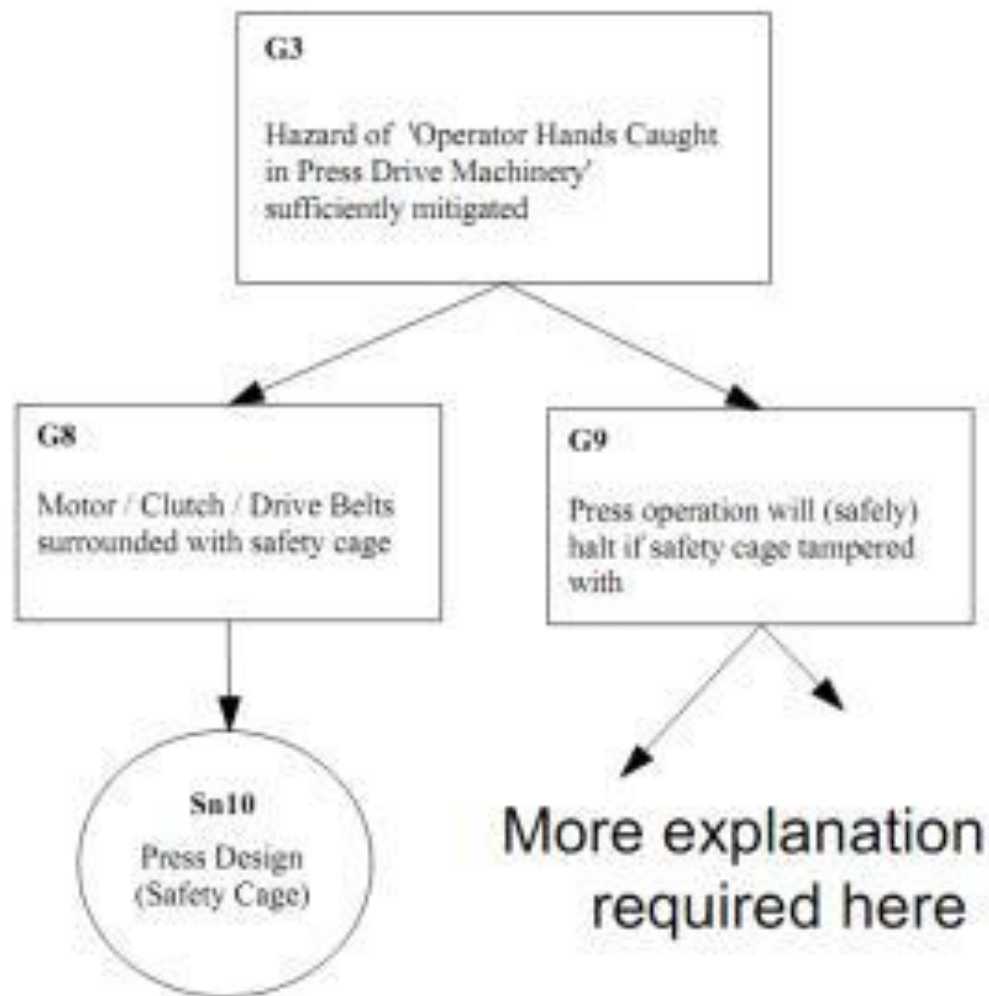 G3
Hazard of 'Operator Hands Caught
in Press Drive Machinery'
sufficiently mitigated
G8
Motor / Clutch / Drive Belts
surrounded with safety cage
G9
Press operation will (safely)
halt if safety cage tampered
with
Sn10
Press Design
(Safety Cage)
More explanation
required here